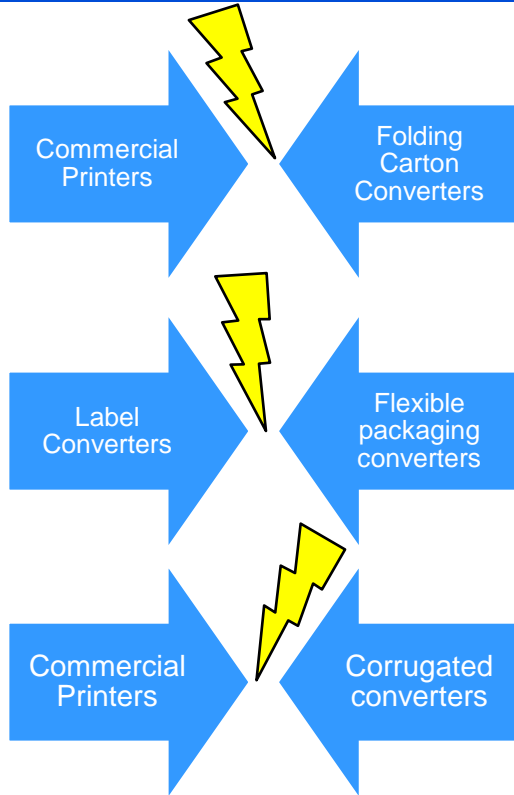 Commercial
Printers
Folding
Carton
Converters
Label
Converters
Flexible
packaging
converters
Commercial
Printers
Corrugated
converters